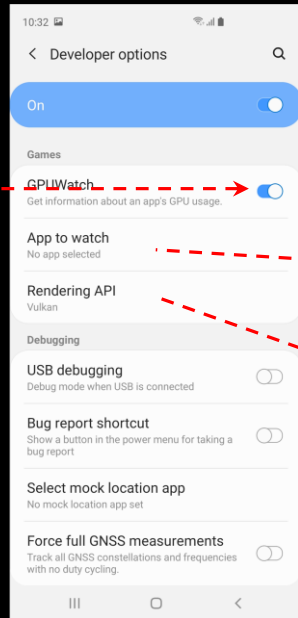 10:32
Developer options
On
Games
GPUWatch
Get information about an app's GPU usage.
App to watch
No app selected
Rendering API
Vulkan
Debugging
USB debugging
Debug mode when USB is connected
Bug report shortcut
Show a button in the power menu for taking a
bug report
Select mock location app
No mock location app set
Force full GNSS measurements
Track all GNSS constellations and frequencies
with no duty cycling.